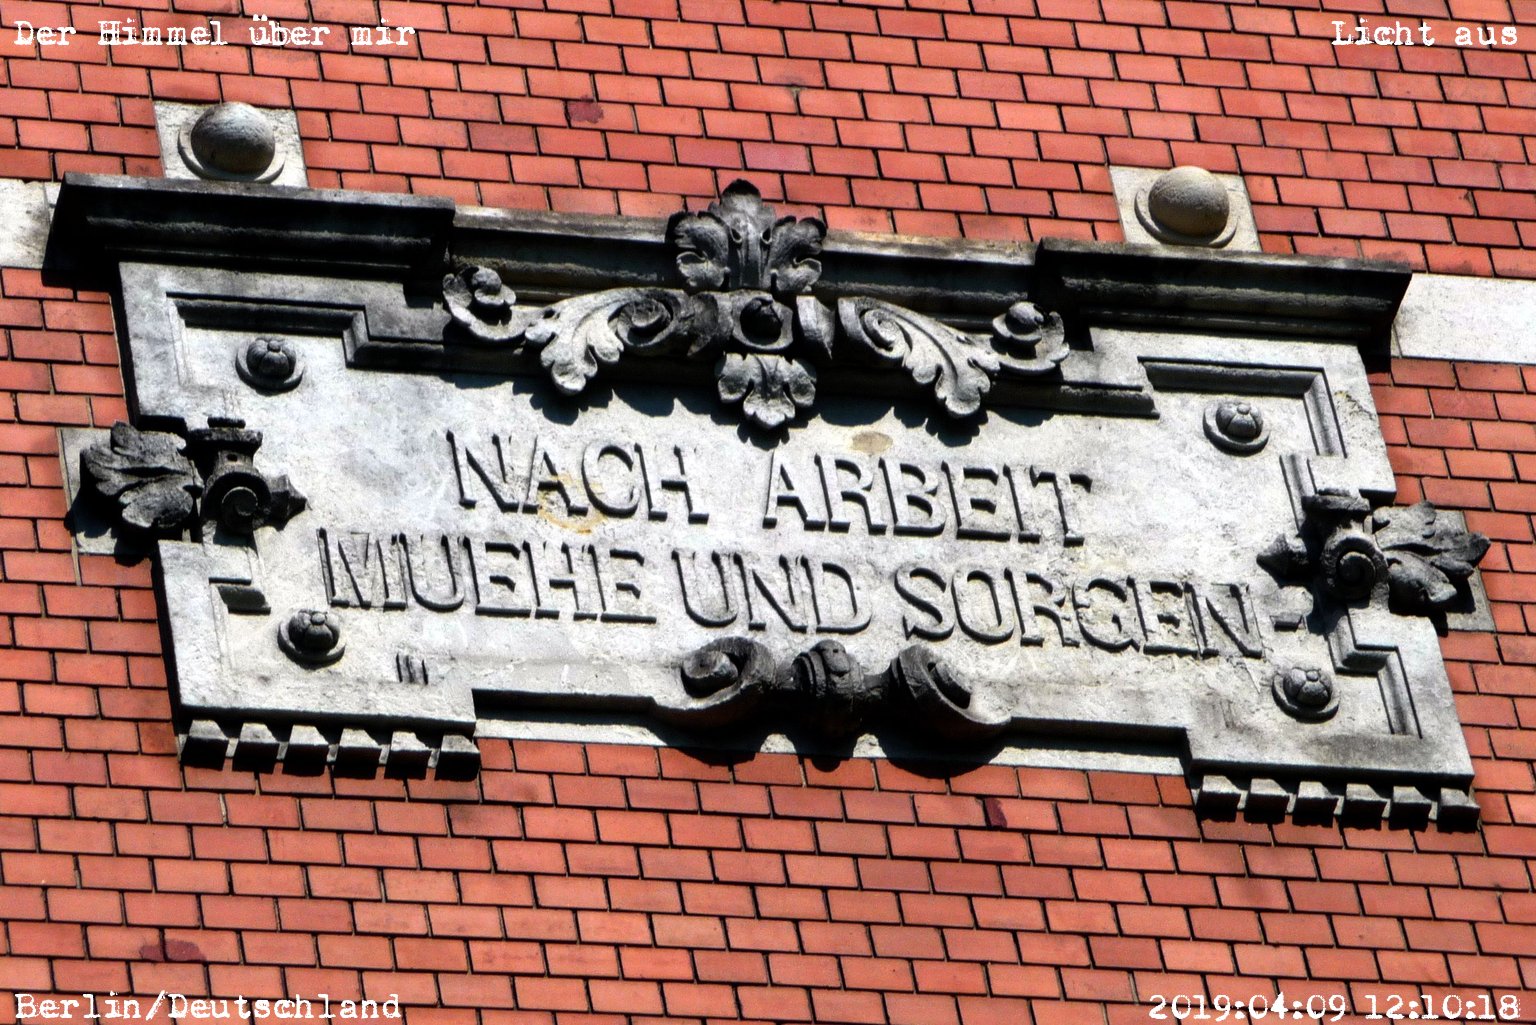 Der Himmel über mir
Licht aus
NACH ARBEIT
MUEHE UND SORGEN
Berlin/Deutschland
2019:04:09 12:10:18